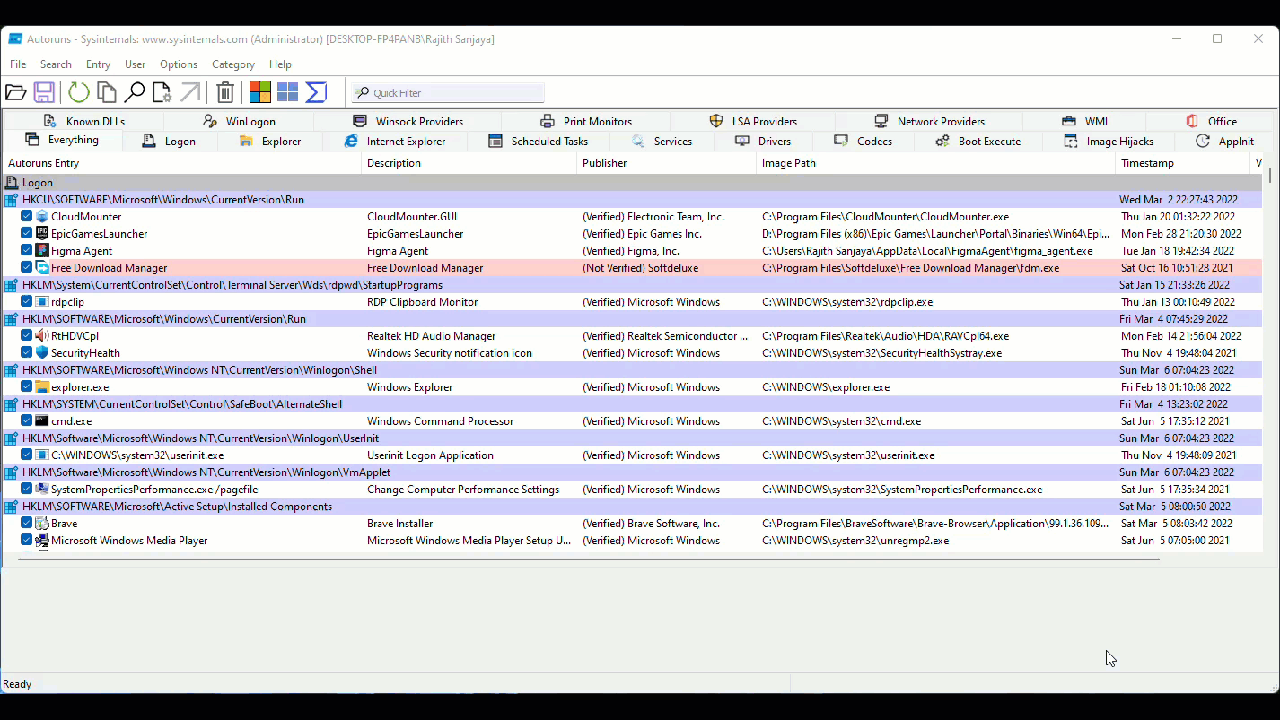 Autoruns - Sysinternals: www.sysinternals.com (Administrator) [DESKTOP-FP4FAN3\Rajith Sanjaya]
File Search Entry User Options Category Help
Quick Filter
Known DLLs WinLogon Winsock Providers Print Monitors LSA Providers Network Providers WMI Office
Everything Logon Explorer Internet Explorer Scheduled Tasks Services Drivers Codecs Boot Execute Image Hijacks AppInit
Autoruns Entry Description Publisher Image Path Timestamp
Logon
HKCU\SOFTWARE\Microsoft\Windows\CurrentVersion\Run Wed Mar 2 22:27:43 2022
CloudMounter CloudMounter.GUI (Verified) Electronic Team, Inc. C:\Program Files\CloudMounter\CloudMounter.exe Thu Jan 20 01:32:22 2022
EpicGamesLauncher EpicGamesLauncher (Verified) Epic Games Inc. D:\Program Files (x86)\Epic Games\Launcher\Portal\Binaries\Win64\Epi... Mon Feb 28 21:20:30 2022
Figma Agent Figma Agent (Verified) Figma, Inc. C:\Users\Rajith Sanjaya\AppData\Local\FigmaAgent\figma_agent.exe Tue Jan 18 19:42:34 2022
Free Download Manager Free Download Manager (Not Verified) Softdeluxe C:\Program Files\Softdeluxe\Free Download Manager\fdm.exe Sat Oct 16 10:51:23 2021
HKLM\System\CurrentControlSet\Control\Terminal Server\Wds\rdpwd\StartupPrograms Sat Jan 15 21:33:26 2022
rdpclip RDP Clipboard Monitor (Verified) Microsoft Windows C:\WINDOWS\system32\rdpclip.exe Thu Jan 13 00:18:49 2022
HKLM\SOFTWARE\Microsoft\Windows\CurrentVersion\Run Fri Mar 4 07:45:29 2022
RtHDVCpl Realtek HD Audio Manager (Verified) Realtek Semiconductor ... C:\Program Files\Realtek\Audio\HDA\RAVCpl64.exe Mon Feb 14 21:56:04 2022
SecurityHealth Windows Security notification icon (Verified) Microsoft Windows C:\WINDOWS\system32\SecurityHealthSystray.exe Thu Nov 4 19:48:04 2021
HKLM\SOFTWARE\Microsoft\Windows NT\CurrentVersion\Winlogon\Shell Sun Mar 6 07:04:23 2022
explorer.exe Windows Explorer (Verified) Microsoft Windows C:\WINDOWS\explorer.exe Fri Feb 18 01:10:08 2022
HKLM\SYSTEM\CurrentControlSet\Control\SafeBoot\AlternateShell Fri Mar 4 13:23:02 2022
cmd.exe Windows Command Processor (Verified) Microsoft Windows C:\WINDOWS\system32\cmd.exe Sat Jun 5 17:35:12 2021
HKLM\Software\Microsoft\Windows NT\CurrentVersion\Winlogon\Userinit Sun Mar 6 07:04:23 2022
C:\WINDOWS\system32\userinit.exe Userinit Logon Application (Verified) Microsoft Windows C:\WINDOWS\system32\userinit.exe Thu Nov 4 19:48:09 2021
HKLM\Software\Microsoft\Windows NT\CurrentVersion\Winlogon\VmApplet Sun Mar 6 07:04:23 2022
SystemPropertiesPerformance.exe /pagefile Change Computer Performance Settings (Verified) Microsoft Windows C:\WINDOWS\system32\SystemPropertiesPerformance.exe Sat Jun 5 17:35:34 2021
HKLM\SOFTWARE\Microsoft\Active Setup\Installed Components Sat Mar 5 08:00:50 2022
Brave Brave Installer (Verified) Brave Software, Inc. C:\Program Files\BraveSoftware\Brave-Browser\Application\99.1.36.109... Sat Mar 5 08:03:42 2022
Microsoft Windows Media Player Microsoft Windows Media Player Setup U... (Verified) Microsoft Windows C:\WINDOWS\system32\unregmp2.exe Sat Jun 5 07:05:00 2021
Ready